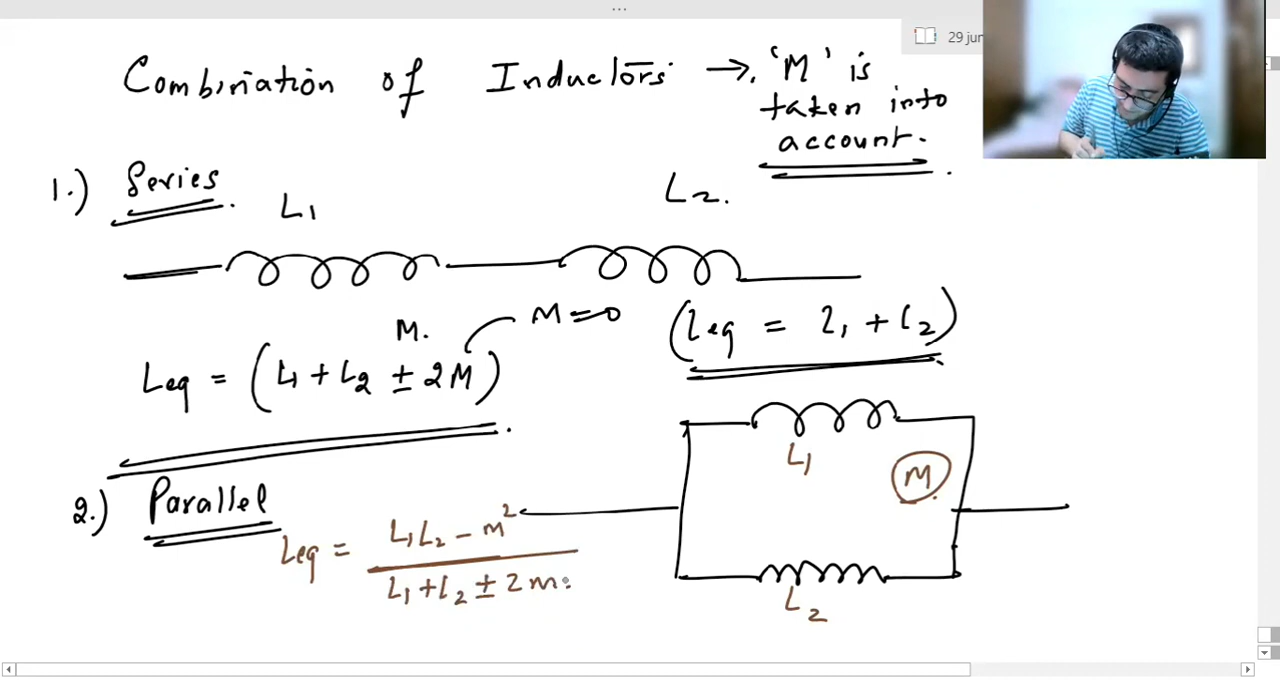 Combination of Inductors → 'M' is
taken into
account.
29 jun
1.) Series
L1
L2.
M.
M=0
(Leq = L1 + L2)
Leq = (L1 + L2 ± 2M)
2.) Parallel
L1
M
Leq = L1L2 - M²
L1 + L2 ± 2M
L2